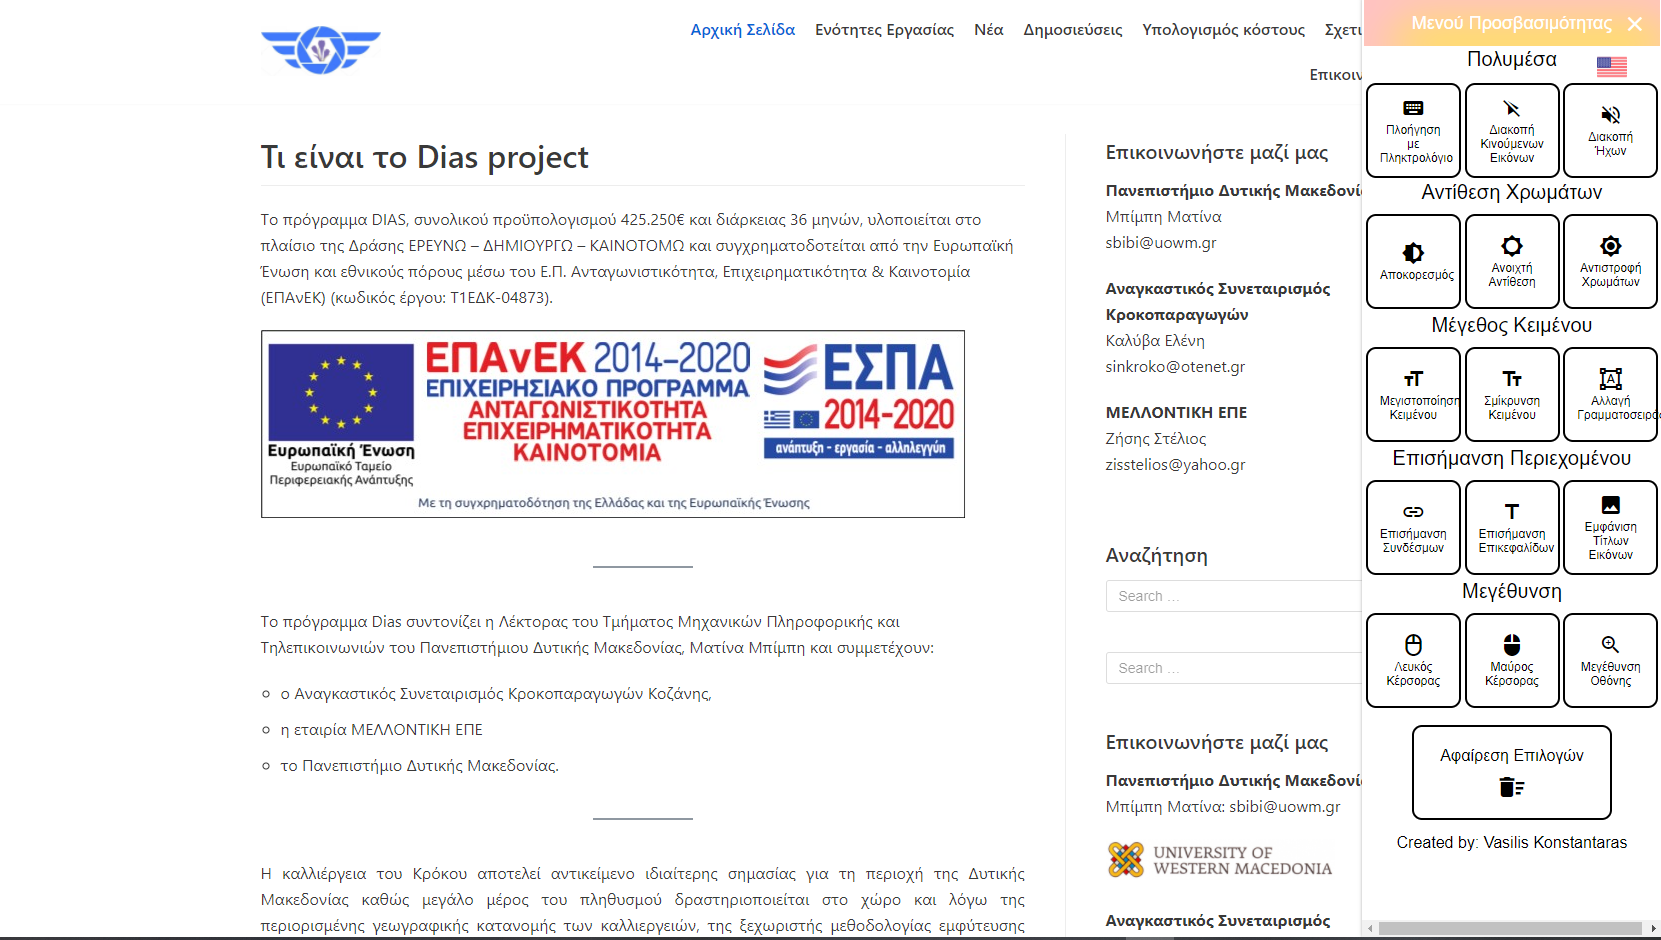 Αρχική Σελίδα Ενότητες Εργασίας Νέα Δημοσιεύσεις Υπολογισμός κόστους Σχετι
Επικοιν
Τι είναι το Dias project
Το πρόγραμμα DIAS, συνολικού προϋπολογισμού 425.250€ και διάρκειας 36 μηνών, υλοποιείται στο
πλαίσιο της Δράσης ΕΡΕΥΝΩ – ΔΗΜΙΟΥΡΓΩ – ΚΑΙΝΟΤΟΜΩ και συγχρηματοδοτείται από την Ευρωπαϊκή
Ένωση και εθνικούς πόρους μέσω του Ε.Π. Ανταγωνιστικότητα, Επιχειρηματικότητα & Καινοτομία
(ΕΠΑνΕΚ) (κωδικός έργου: Τ1ΕΔΚ-04873).
Ευρωπαϊκή Ένωση
Ευρωπαϊκό Ταμείο
Περιφερειακής Ανάπτυξης
ΕΠΑνΕΚ 2014–2020
ΕΠΙΧΕΙΡΗΣΙΑΚΟ ΠΡΟΓΡΑΜΜΑ
ΑΝΤΑΓΩΝΙΣΤΙΚΟΤΗΤΑ
ΕΠΙΧΕΙΡΗΜΑΤΙΚΟΤΗΤΑ
ΚΑΙΝΟΤΟΜΙΑ
ΕΣΠΑ
2014-2020
ανάπτυξη - εργασία - αλληλεγγύη
Με τη συγχρηματοδότηση της Ελλάδας και της Ευρωπαϊκής Ένωσης
Το πρόγραμμα Dias συντονίζει η Λέκτορας του Τμήματος Μηχανικών Πληροφορικής και
Τηλεπικοινωνιών του Πανεπιστήμιου Δυτικής Μακεδονίας, Ματίνα Μπίμπη και συμμετέχουν:
ο Αναγκαστικός Συνεταιρισμός Κροκοπαραγωγών Κοζάνης,
η εταιρία ΜΕΛΛΟΝΤΙΚΗ ΕΠΕ
το Πανεπιστήμιο Δυτικής Μακεδονίας.
Η καλλιέργεια του Κρόκου αποτελεί αντικείμενο ιδιαίτερης σημασίας για τη περιοχή της Δυτικής
Μακεδονίας καθώς μεγάλο μέρος του πληθυσμού δραστηριοποιείται στο χώρο και λόγω της
περιορισμένης γεωγραφικής κατανομής των καλλιεργειών, της ξεχωριστής μεθοδολογίας εμφύτευσης
Επικοινωνήστε μαζί μας
Πανεπιστήμιο Δυτικής Μακεδονί
Μπίμπη Ματίνα
sbibi@uowm.gr
Αναγκαστικός Συνεταιρισμός
Κροκοπαραγωγών
Καλύβα Ελένη
sinkroko@otenet.gr
ΜΕΛΛΟΝΤΙΚΗ ΕΠΕ
Ζήσης Στέλιος
zisstelios@yahoo.gr
Αναζήτηση
Search …
Search …
Επικοινωνήστε μαζί μας
Πανεπιστήμιο Δυτικής Μακεδονί
Μπίμπη Ματίνα: sbibi@uowm.gr
UNIVERSITY OF
WESTERN MACEDONIA
Αναγκαστικός Συνεταιρισμός
Μενού Προσβασιμότητας
Πολυμέσα
Πλοήγηση
με
Πληκτρολόγιο
Διακοπή
Κινούμενων
Εικόνων
Διακοπή
Ήχων
Αντίθεση Χρωμάτων
Αποκορεσμός
Ανοιχτή
Αντίθεση
Αντιστροφή
Χρωμάτων
Μέγεθος Κειμένου
Μεγιστοποίηση
Κειμένου
Σμίκρυνση
Κειμένου
Αλλαγή
Γραμματοσειρά
Επισήμανση Περιεχομένου
Επισήμανση
Συνδέσμων
Επισήμανση
Επικεφαλίδων
Εμφάνιση
Τίτλων
Εικόνων
Μεγέθυνση
Λευκός
Κέρσορας
Μαύρος
Κέρσορας
Μεγέθυνση
Οθόνης
Αφαίρεση Επιλογών
Created by: Vasilis Konstantaras